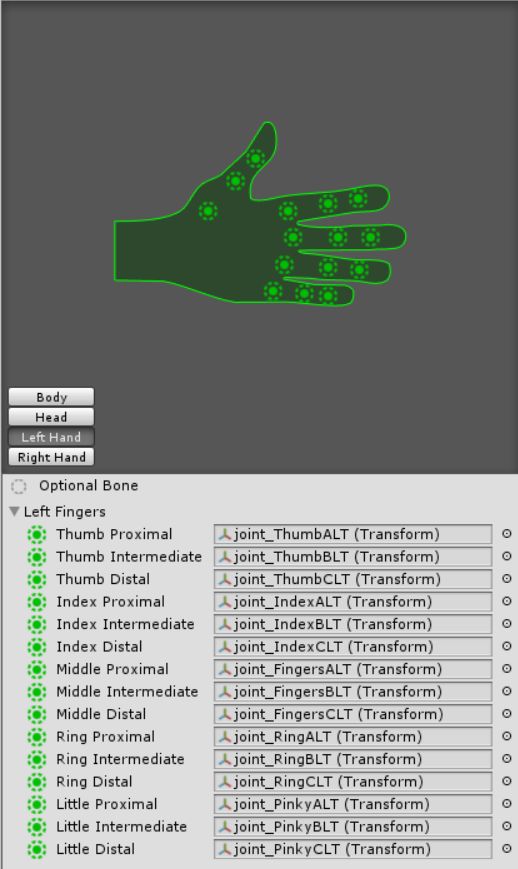 Body
Head
Left Hand
Right Hand
Optional Bone
Left Fingers
Thumb Proximal joint_ThumbALT (Transform)
Thumb Intermediate joint_ThumbBLT (Transform)
Thumb Distal joint_ThumbCLT (Transform)
Index Proximal joint_IndexALT (Transform)
Index Intermediate joint_IndexBLT (Transform)
Index Distal joint_IndexCLT (Transform)
Middle Proximal joint_FingersALT (Transform)
Middle Intermediate joint_FingersBLT (Transform)
Middle Distal joint_FingersCLT (Transform)
Ring Proximal joint_RingALT (Transform)
Ring Intermediate joint_RingBLT (Transform)
Ring Distal joint_RingCLT (Transform)
Little Proximal joint_PinkyALT (Transform)
Little Intermediate joint_PinkyBLT (Transform)
Little Distal joint_PinkyCLT (Transform)